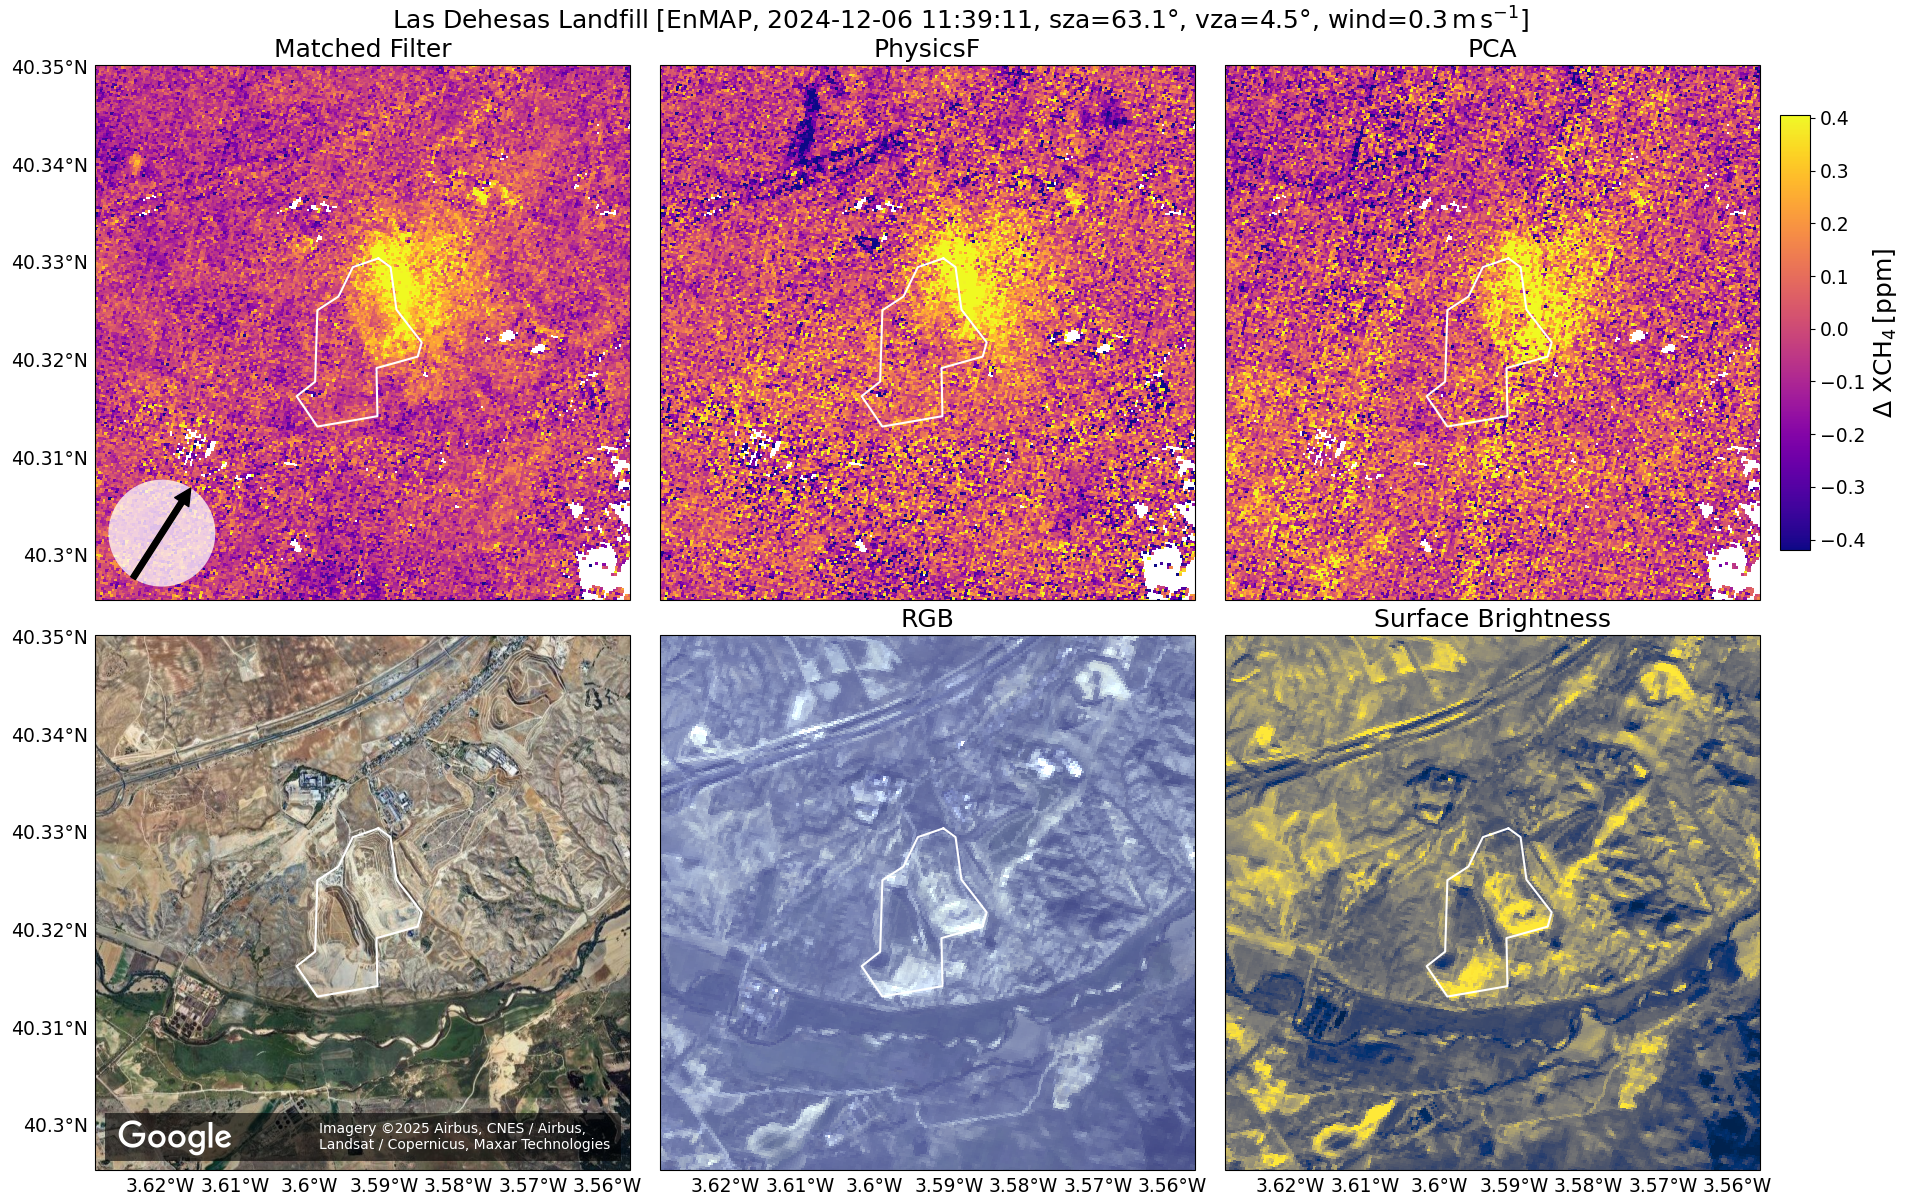 Las Dehesas Landfill [EnMAP, 2024-12-06 11:39:11, sza=63.1°, vza=4.5°, wind=0.3 m s⁻¹]
Matched Filter
PhysicsF
PCA
40.35°N
40.34°N
40.33°N
40.32°N
40.31°N
40.3°N
0.4
0.3
0.2
0.1
0.0
−0.1
−0.2
−0.3
−0.4
Δ XCH₄ [ppm]
RGB
Surface Brightness
40.35°N
40.34°N
40.33°N
40.32°N
40.31°N
40.3°N
Google
Imagery ©2025 Airbus, CNES / Airbus,
Landsat / Copernicus, Maxar Technologies
3.62°W 3.61°W 3.6°W 3.59°W 3.58°W 3.57°W 3.56°W
3.62°W 3.61°W 3.6°W 3.59°W 3.58°W 3.57°W 3.56°W
3.62°W 3.61°W 3.6°W 3.59°W 3.58°W 3.57°W 3.56°W